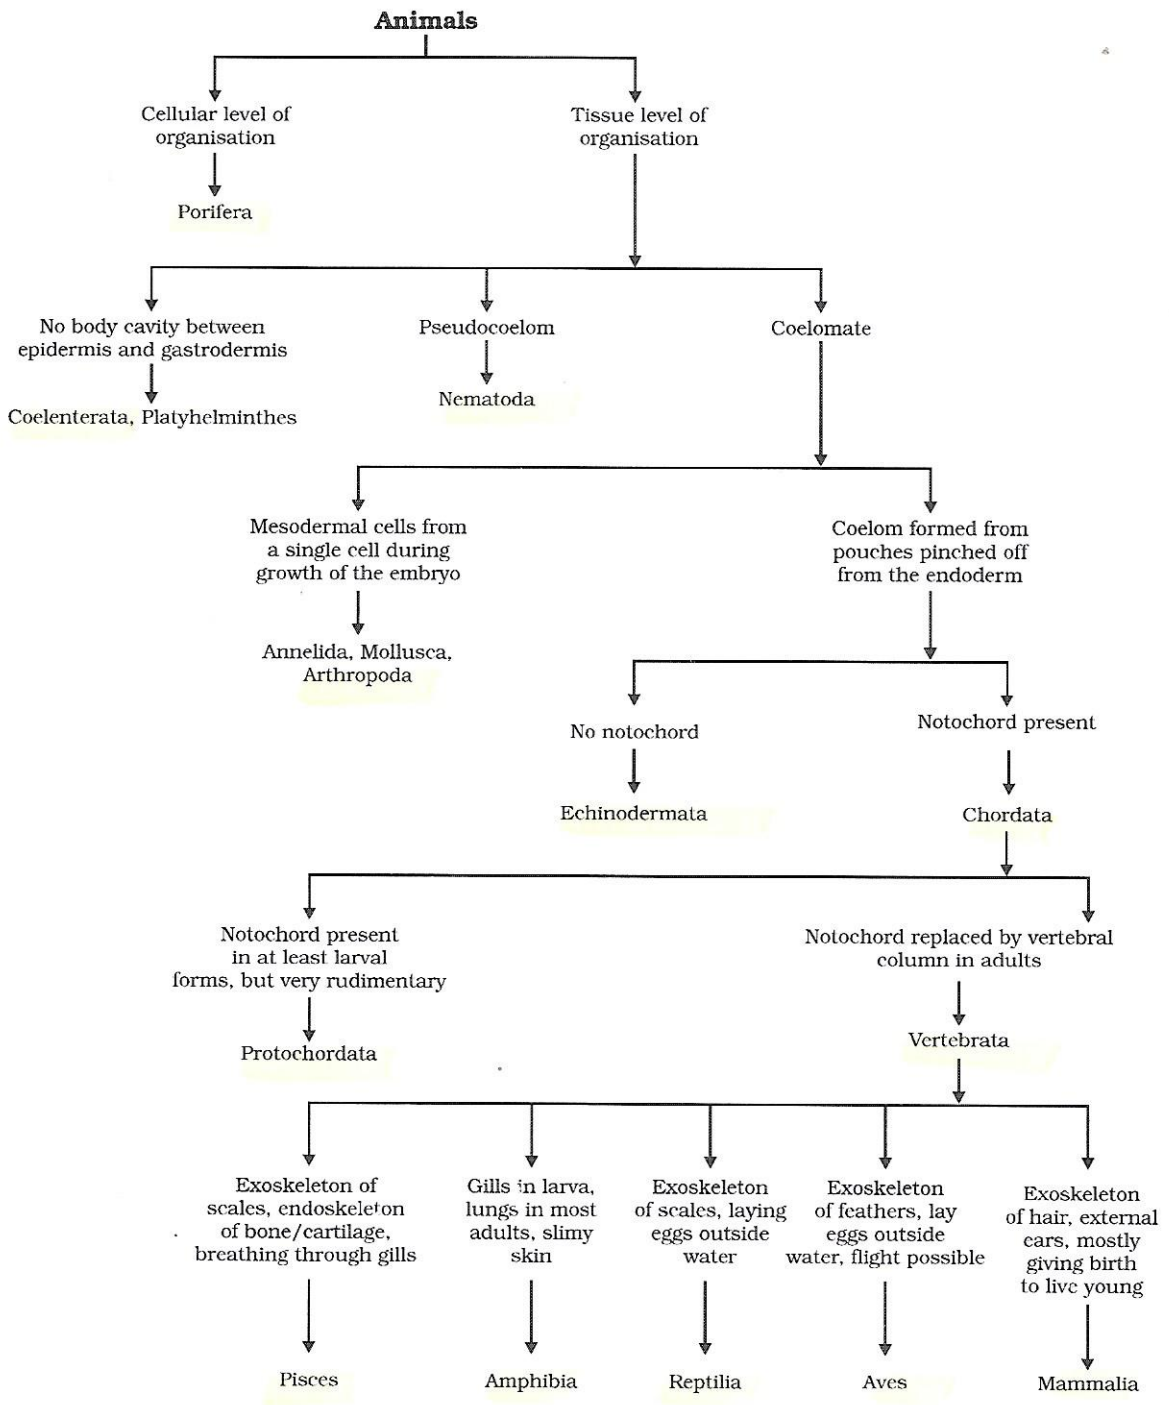 Animals
Cellular level of
organisation
Tissue level of
organisation
Porifera
No body cavity between
epidermis and gastrodermis
Pseudocoelom
Coelomate
Coelenterata, Platyhelminthes
Nematoda
Mesodermal cells from
a single cell during
growth of the embryo
Coelom formed from
pouches pinched off
from the endoderm
Annelida, Mollusca,
Arthropoda
No notochord
Notochord present
Echinodermata
Chordata
Notochord present
in at least larval
forms, but very rudimentary
Notochord replaced by vertebral
column in adults
Protochordata
Vertebrata
Exoskeleton of
scales, endoskeleton
of bone/cartilage,
breathing through gills
Gills in larva,
lungs in most
adults, slimy
skin
Exoskeleton
of scales, laying
eggs outside
water
Exoskeleton
of feathers, lay
eggs outside
water, flight possible
Exoskeleton
of hair, external
ears, mostly
giving birth
to live young
Pisces
Amphibia
Reptilia
Aves
Mammalia